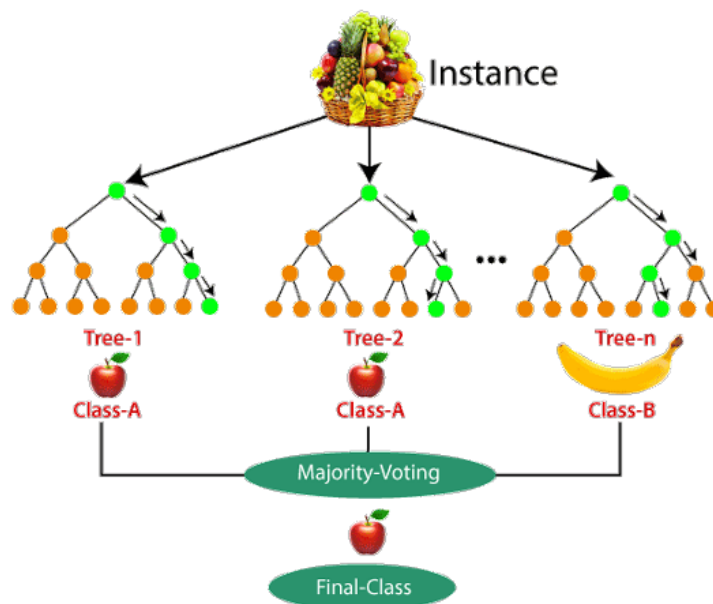 Instance
...
Tree-1
Tree-2
Tree-n
Class-A
Class-A
Class-B
Majority-Voting
Final-Class